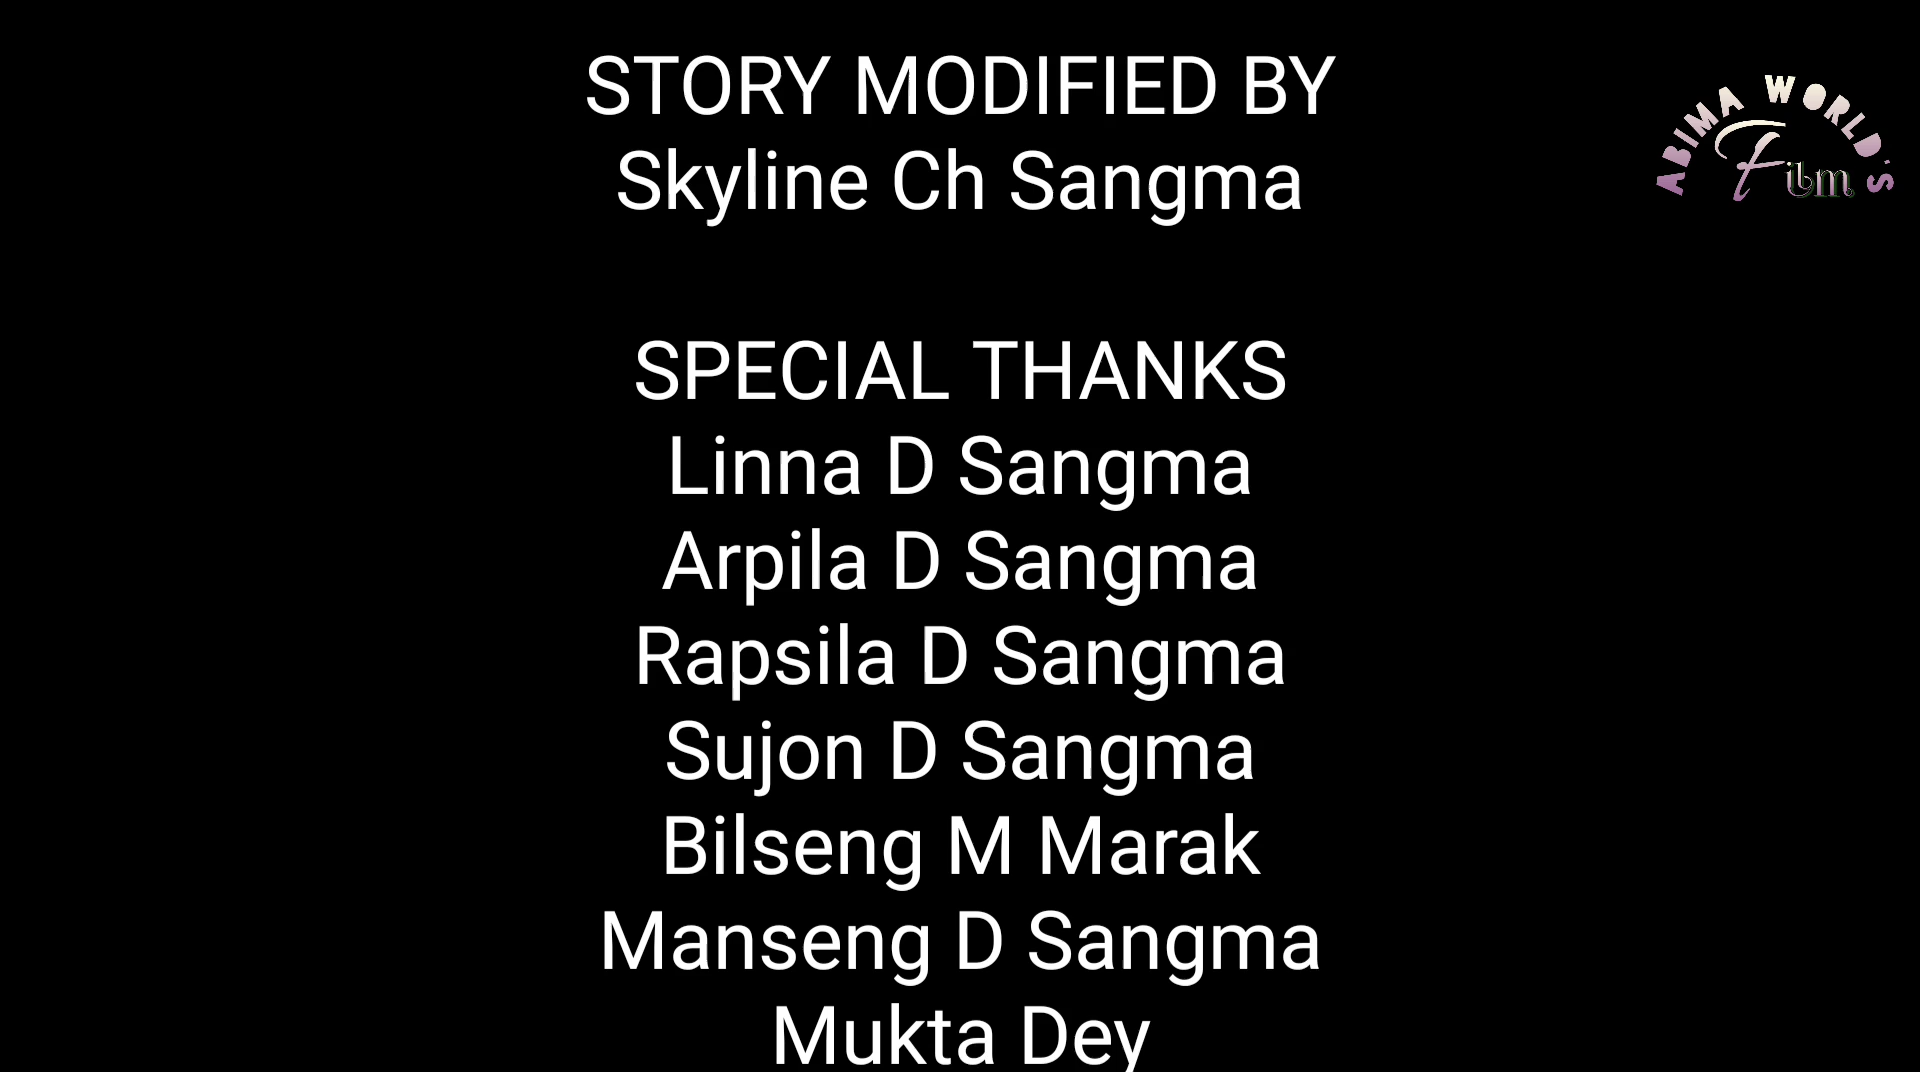 STORY MODIFIED BY
Skyline Ch Sangma
ABIMA WORLD'S
Film
SPECIAL THANKS
Linna D Sangma
Arpila D Sangma
Rapsila D Sangma
Sujon D Sangma
Bilseng M Marak
Manseng D Sangma
Mukta Dey